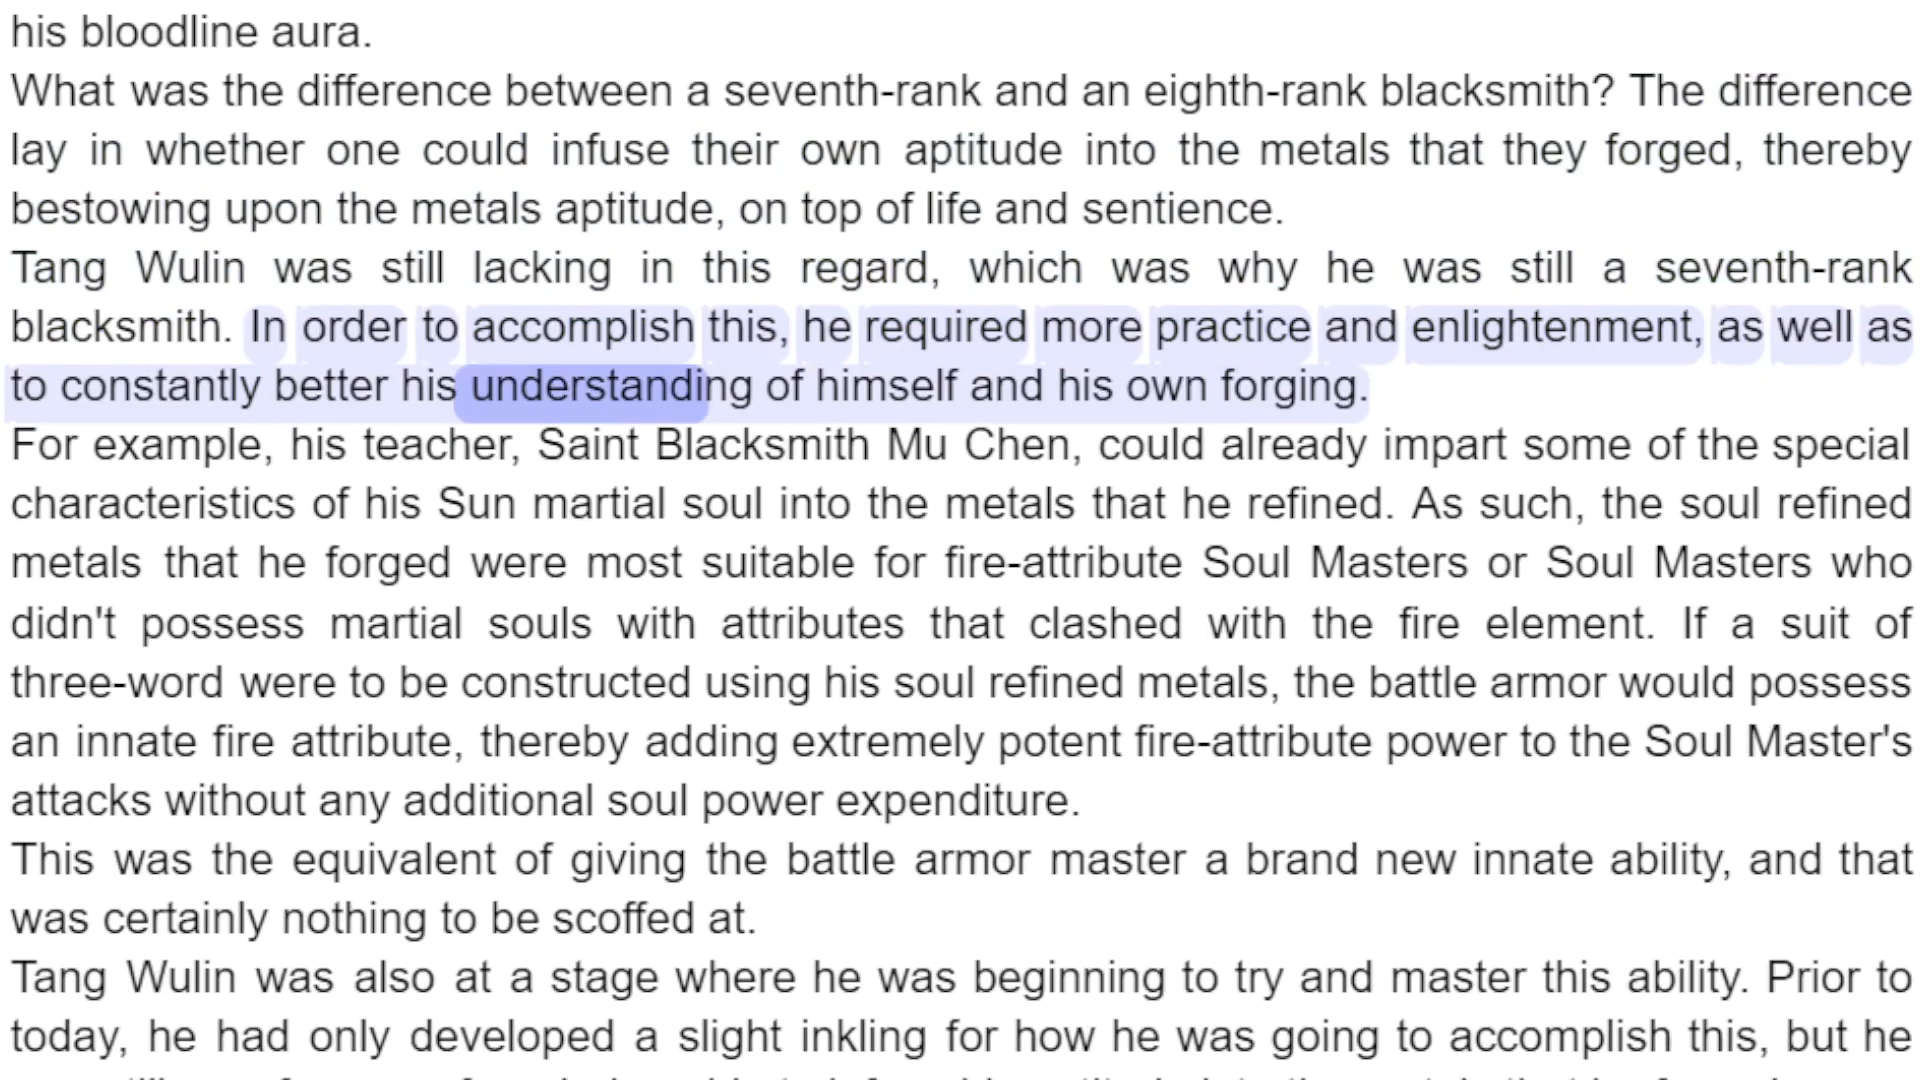 his bloodline aura.
What was the difference between a seventh-rank and an eighth-rank blacksmith? The difference
lay in whether one could infuse their own aptitude into the metals that they forged, thereby
bestowing upon the metals aptitude, on top of life and sentience.
Tang Wulin was still lacking in this regard, which was why he was still a seventh-rank
blacksmith. In order to accomplish this, he required more practice and enlightenment, as well as
to constantly better his understanding of himself and his own forging.
For example, his teacher, Saint Blacksmith Mu Chen, could already impart some of the special
characteristics of his Sun martial soul into the metals that he refined. As such, the soul refined
metals that he forged were most suitable for fire-attribute Soul Masters or Soul Masters who
didn't possess martial souls with attributes that clashed with the fire element. If a suit of
three-word were to be constructed using his soul refined metals, the battle armor would possess
an innate fire attribute, thereby adding extremely potent fire-attribute power to the Soul Master's
attacks without any additional soul power expenditure.
This was the equivalent of giving the battle armor master a brand new innate ability, and that
was certainly nothing to be scoffed at.
Tang Wulin was also at a stage where he was beginning to try and master this ability. Prior to
today, he had only developed a slight inkling for how he was going to accomplish this, but he